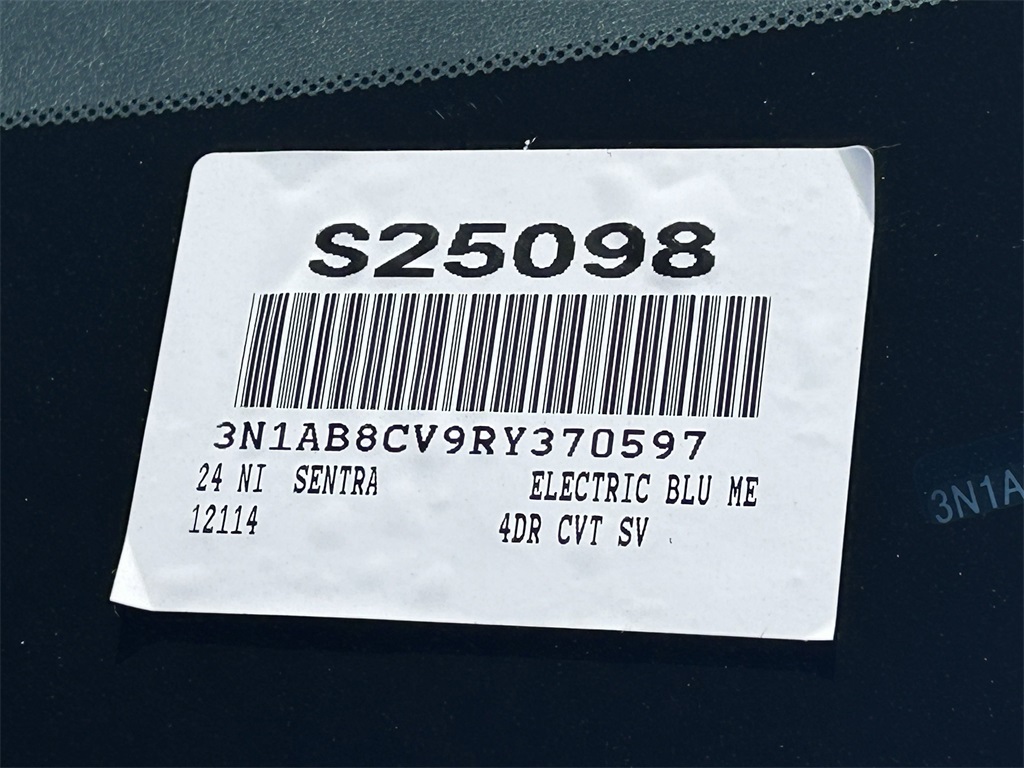 S25098
3N1AB8CV9RY370597
24 NI SENTRA ELECTRIC BLU ME
12114 4DR CVT SV
3N1A